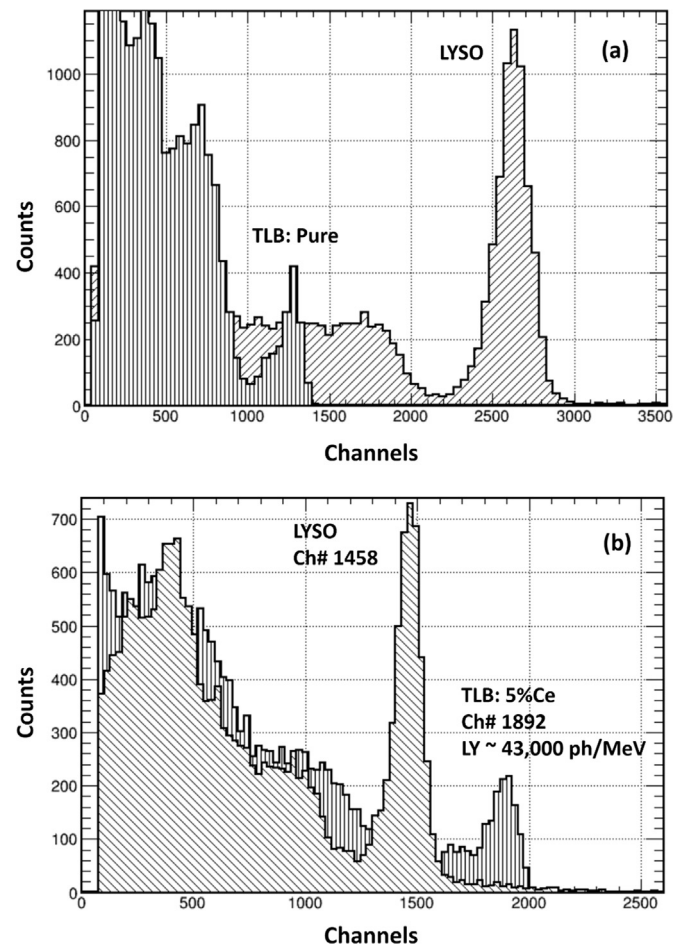 (a)
LYSO
TLB: Pure
Counts
1000
800
600
400
200
0
0 500 1000 1500 2000 2500 3000 3500
Channels
(b)
LYSO
Ch# 1458
TLB: 5%Ce
Ch# 1892
LY ~ 43,000 ph/MeV
Counts
700
600
500
400
300
200
100
0
0 500 1000 1500 2000 2500
Channels